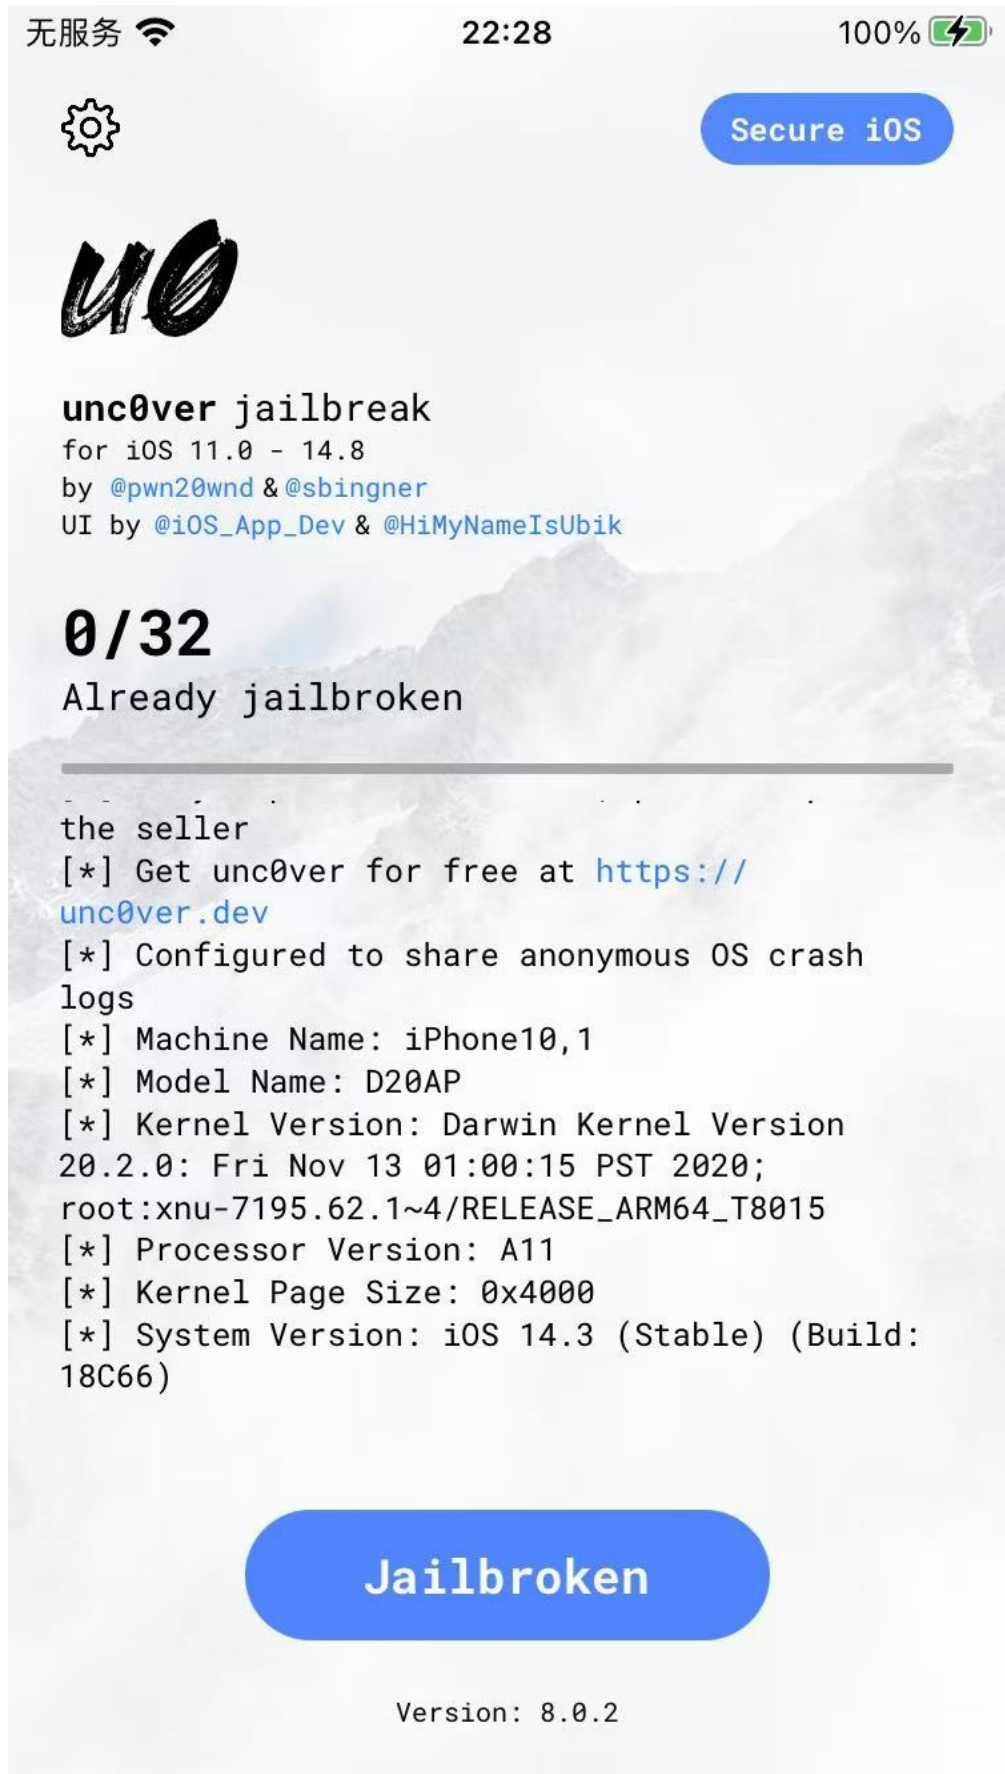 无服务 22:28 100%
Secure iOS
u0
unc0ver jailbreak
for iOS 11.0 - 14.8
by @pwn20wnd & @sbingner
UI by @iOS_App_Dev & @HiMyNameIsUbik
0/32
Already jailbroken
the seller
[*] Get unc0ver for free at https://
unc0ver.dev
[*] Configured to share anonymous OS crash
logs
[*] Machine Name: iPhone10,1
[*] Model Name: D20AP
[*] Kernel Version: Darwin Kernel Version
20.2.0: Fri Nov 13 01:00:15 PST 2020;
root:xnu-7195.62.1~4/RELEASE_ARM64_T8015
[*] Processor Version: A11
[*] Kernel Page Size: 0x4000
[*] System Version: iOS 14.3 (Stable) (Build:
18C66)
Jailbroken
Version: 8.0.2